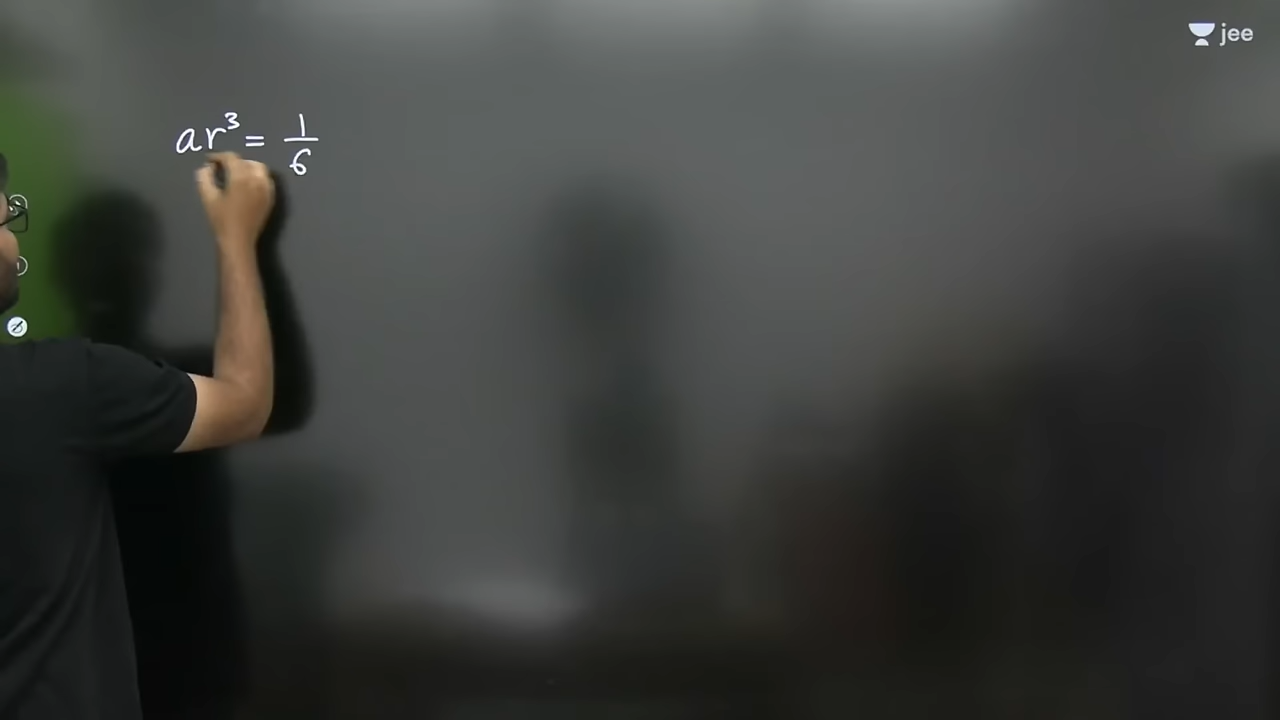 jee
ar³ = 1/6